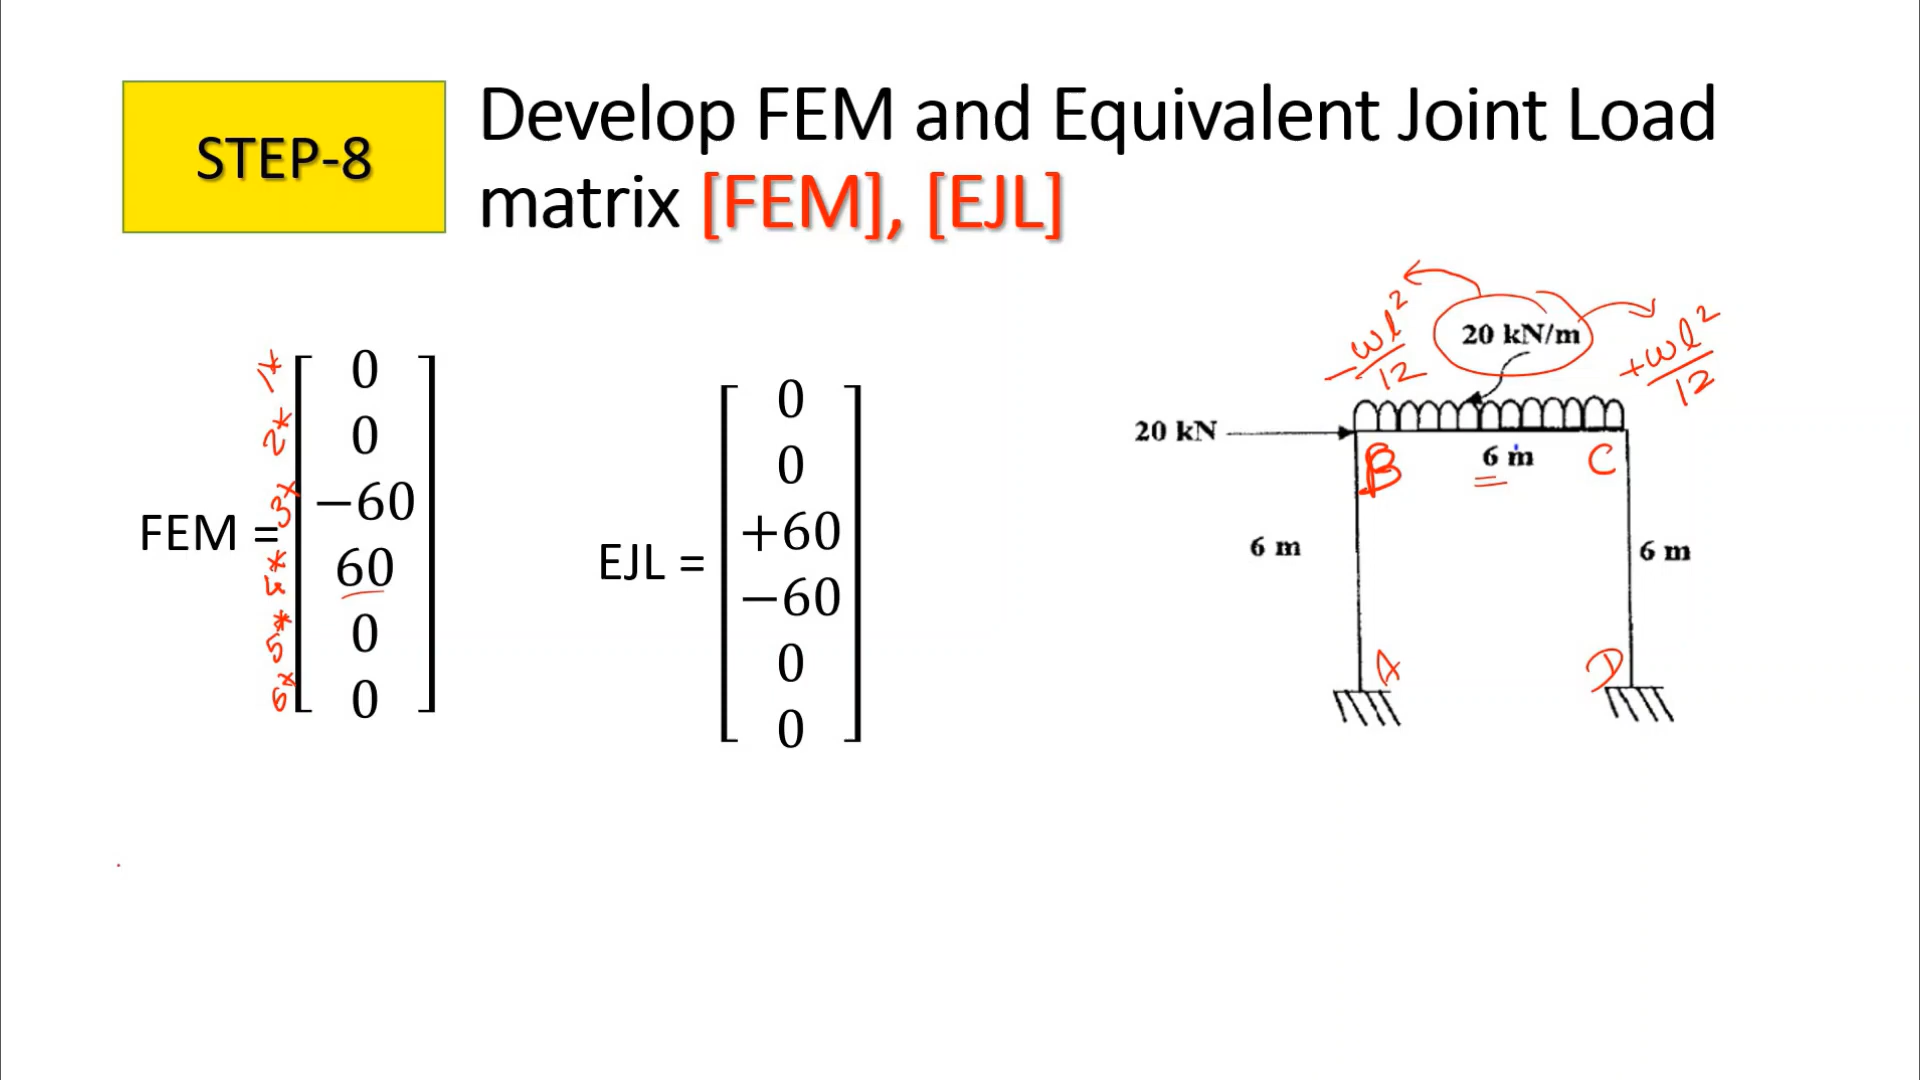 STEP-8
Develop FEM and Equivalent Joint Load
matrix [FEM], [EJL]
FEM =
1* 0
2* 0
3* −60
4* 60
5* 0
6* 0
EJL =
0
0
+60
−60
0
0
−wl²/12
20 kN/m
+wl²/12
20 kN
B
6 m
C
6 m
6 m
A
D